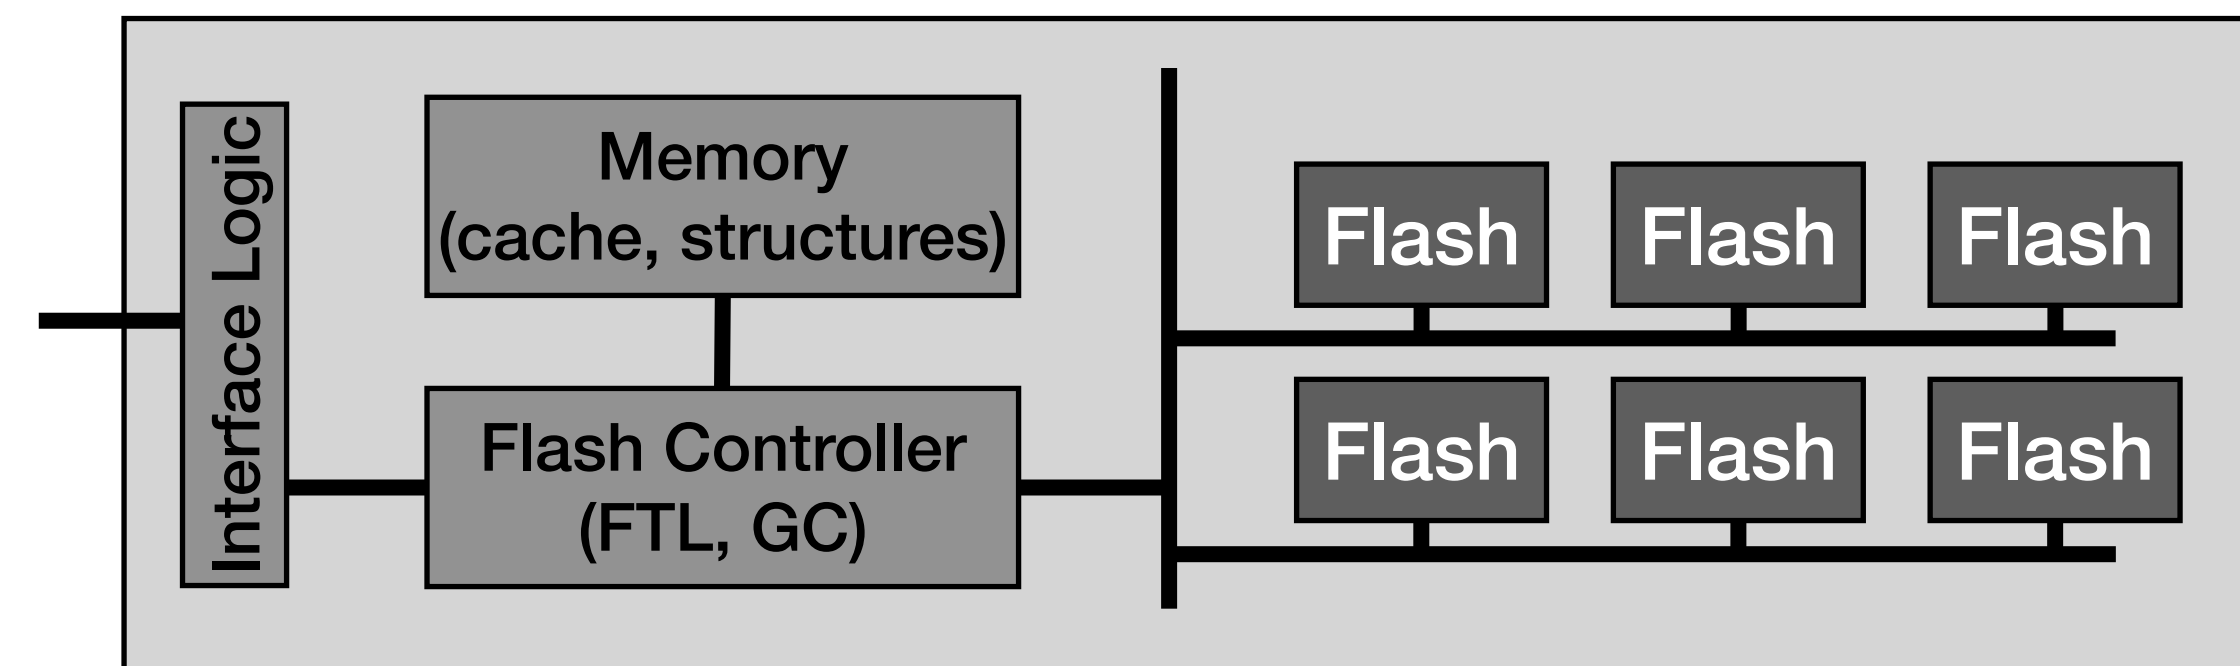 Interface Logic
Memory
(cache, structures)
Flash Controller
(FTL, GC)
Flash
Flash
Flash
Flash
Flash
Flash